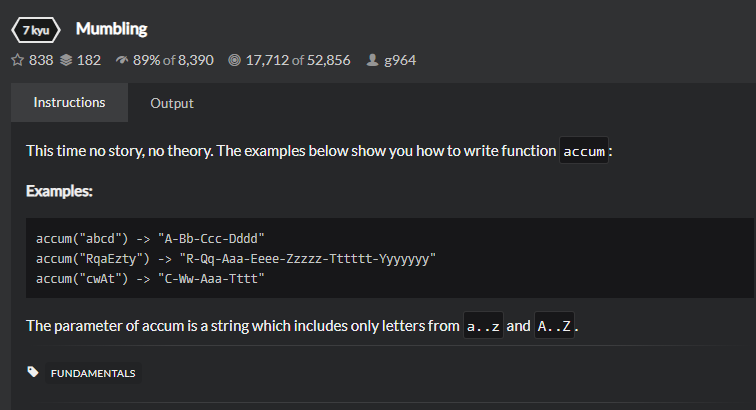 7 kyu Mumbling
838 182 89% of 8,390 17,712 of 52,856 g964
Instructions Output
This time no story, no theory. The examples below show you how to write function accum:
Examples:
accum("abcd") -> "A-Bb-Ccc-Dddd"
accum("RqaEzty") -> "R-Qq-Aaa-Eeee-Zzzzz-Tttttt-Yyyyyyy"
accum("cwAt") -> "C-Ww-Aaa-Tttt"
The parameter of accum is a string which includes only letters from a..z and A..Z.
FUNDAMENTALS